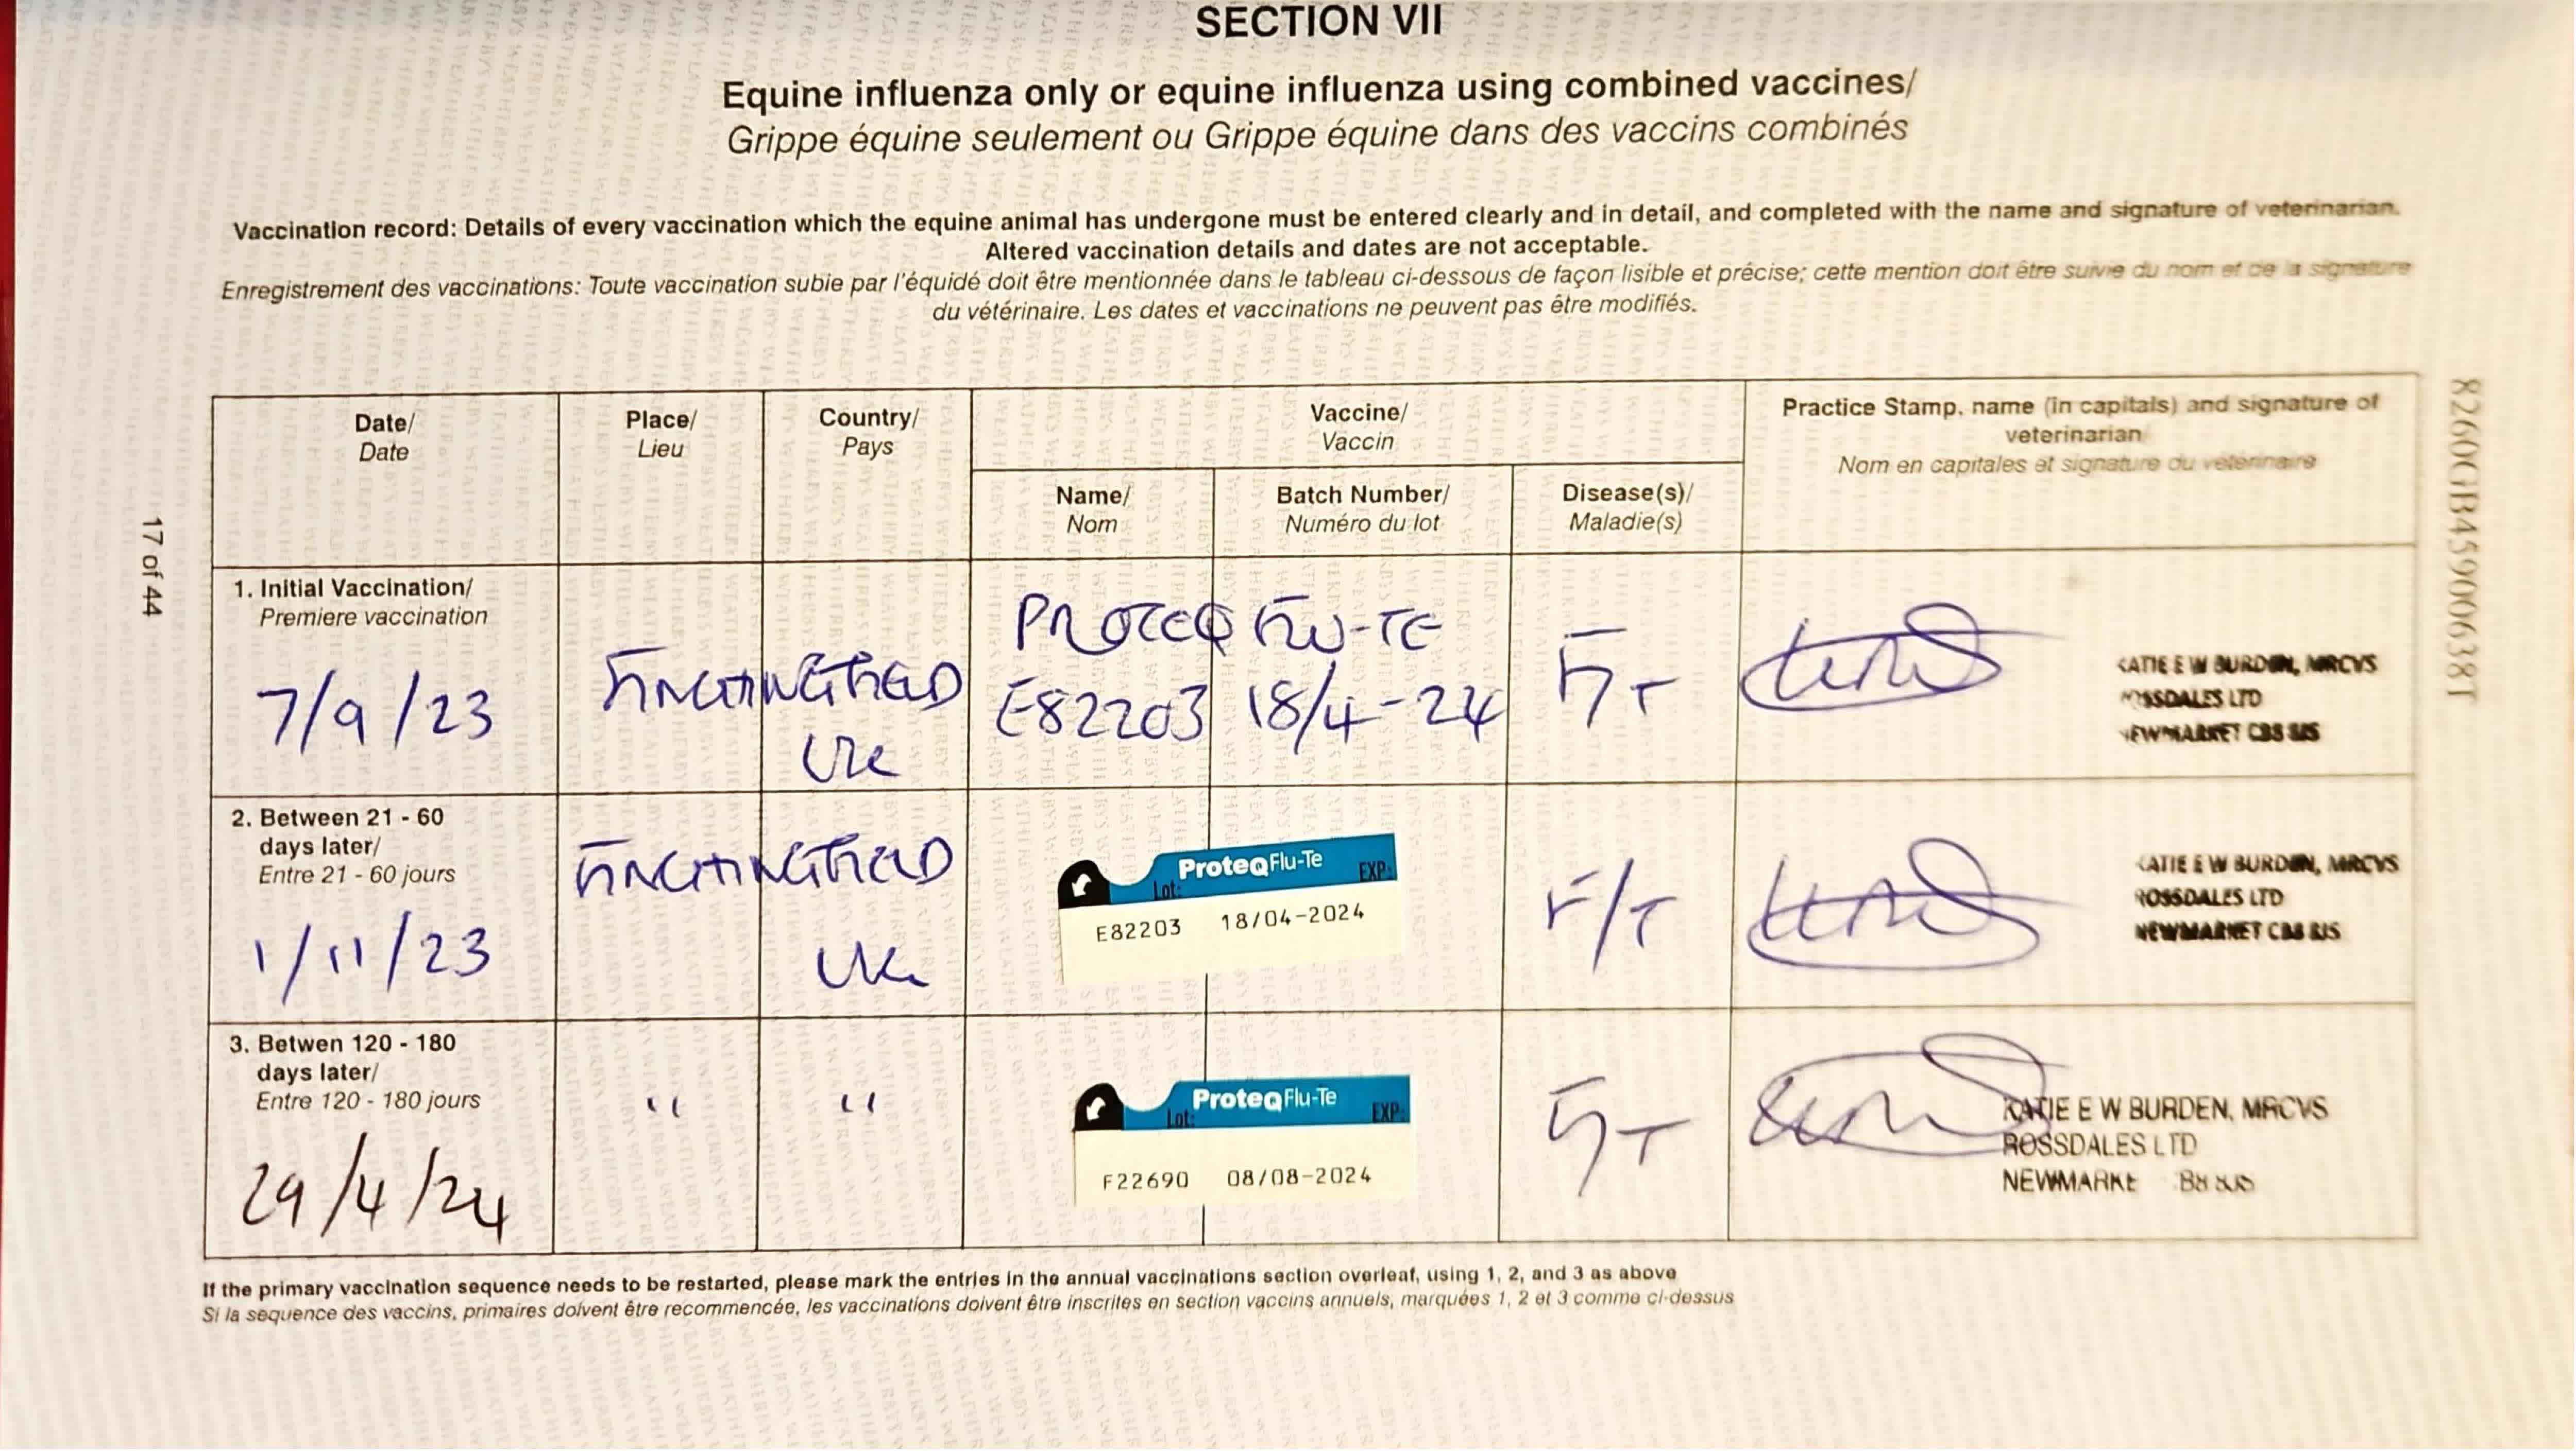 SECTION VII
Equine influenza only or equine influenza using combined vaccines/
Grippe équine seulement ou Grippe équine dans des vaccins combinés
Vaccination record: Details of every vaccination which the equine animal has undergone must be entered clearly and in detail, and completed with the name and signature of veterinarian.
Altered vaccination details and dates are not acceptable.
Enregistrement des vaccinations: Toute vaccination subie par l'équidé doit être mentionnée dans le tableau ci-dessous de façon lisible et précise; cette mention doit être suivie du nom et de la signature
du vétérinaire. Les dates et vaccinations ne peuvent pas être modifiés.
Date/
Date
Place/
Lieu
Country/
Pays
Vaccine/
Vaccin
Name/
Nom
Batch Number/
Numéro du lot
Disease(s)/
Maladie(s)
Practice Stamp, name (in capitals) and signature of
veterinarian
Nom en capitales et signature du vétérinaire
1. Initial Vaccination/
Premiere vaccination
7/9/23
FINCHINGFIELD
UK
PROTEQ FLU-TE
E82203 18/4-24
F/T
KATIE E W BURDEN, MRCVS
ROSSDALES LTD
NEWMARKET CB8
2. Between 21 - 60
days later/
Entre 21 - 60 jours
1/11/23
FINCHINGFIELD
UK
ProteqFlu-Te
Lot: EXP:
E82203 18/04-2024
F/T
KATIE E W BURDEN, MRCVS
ROSSDALES LTD
NEWMARKET CB8
3. Betwen 120 - 180
days later/
Entre 120 - 180 jours
29/4/24
" "
ProteqFlu-Te
Lot: EXP:
F22690 08/08-2024
F/T
KATIE E W BURDEN, MRCVS
ROSSDALES LTD
NEWMARKE
If the primary vaccination sequence needs to be restarted, please mark the entries in the annual vaccinations section overleaf, using 1, 2, and 3 as above
Si la sequence des vaccins, primaires doivent être recommencée, les vaccinations doivent être inscrites en section vaccins annuels, marquées 1, 2 et 3 comme ci-dessus
17 of 44
8260GB45900638T